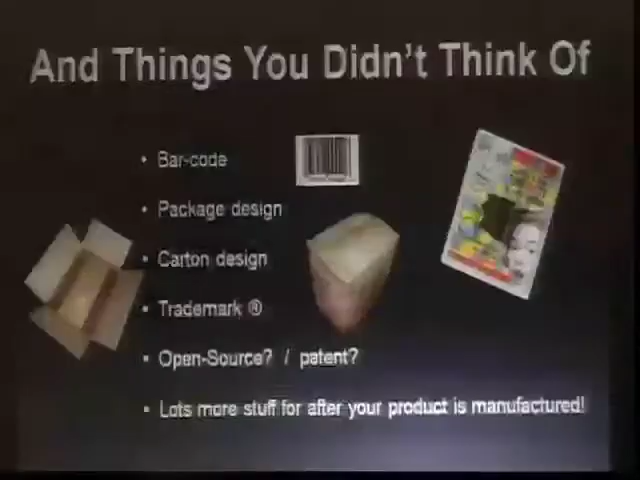 And Things You Didn't Think Of
• Bar-code
• Package design
• Carton design
• Trademark ®
• Open-Source? / patent?
• Lots more stuff for after your product is manufactured!